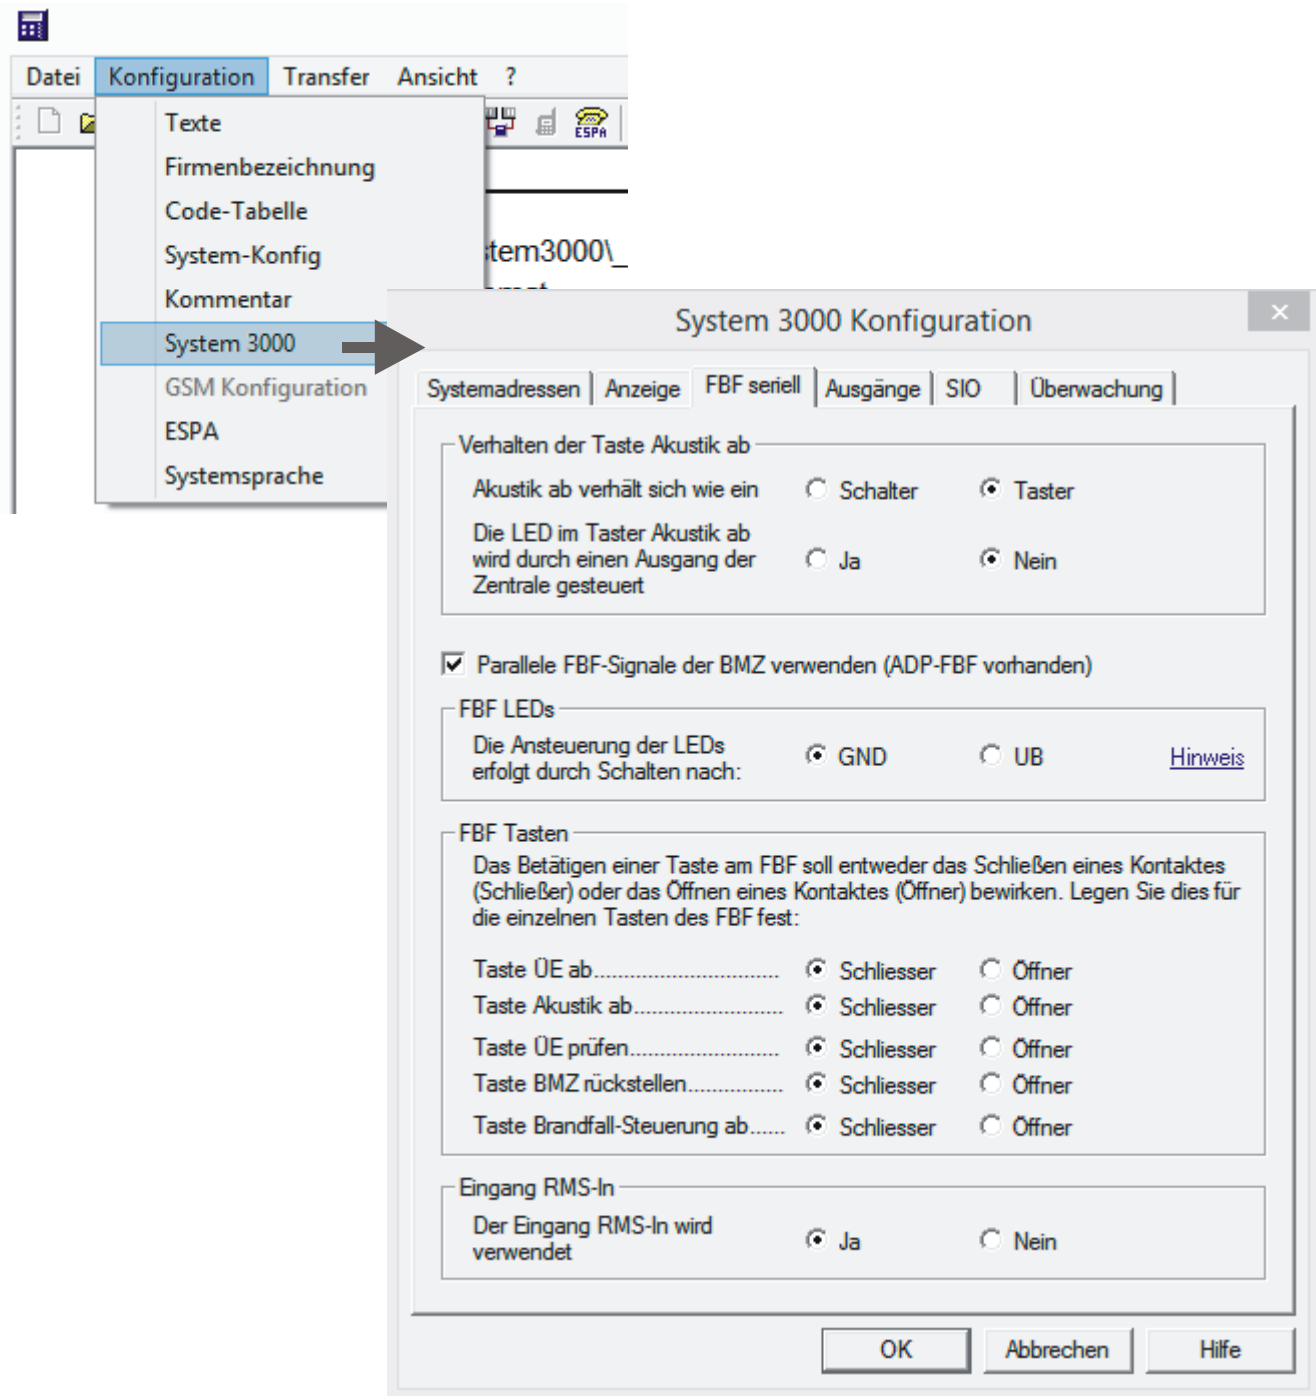 Datei Konfiguration Transfer Ansicht ?
Texte
ESPA
Firmenbezeichnung
Code-Tabelle
System-Konfig
tem3000\_
Kommentar
System 3000
GSM Konfiguration
ESPA
Systemsprache
System 3000 Konfiguration
Systemadressen Anzeige FBF seriell Ausgänge SIO Überwachung
Verhalten der Taste Akustik ab
Akustik ab verhält sich wie ein Schalter Taster
Die LED im Taster Akustik ab
wird durch einen Ausgang der
Zentrale gesteuert
Ja Nein
Parallele FBF-Signale der BMZ verwenden (ADP-FBF vorhanden)
FBF LEDs
Die Ansteuerung der LEDs
erfolgt durch Schalten nach:
GND UB Hinweis
FBF Tasten
Das Betätigen einer Taste am FBF soll entweder das Schließen eines Kontaktes
(Schließer) oder das Öffnen eines Kontaktes (Öffner) bewirken. Legen Sie dies für
die einzelnen Tasten des FBF fest:
Taste ÜE ab............................... Schliesser Öffner
Taste Akustik ab......................... Schliesser Öffner
Taste ÜE prüfen......................... Schliesser Öffner
Taste BMZ rückstellen................ Schliesser Öffner
Taste Brandfall-Steuerung ab...... Schliesser Öffner
Eingang RMS-In
Der Eingang RMS-In wird
verwendet
Ja Nein
OK Abbrechen Hilfe